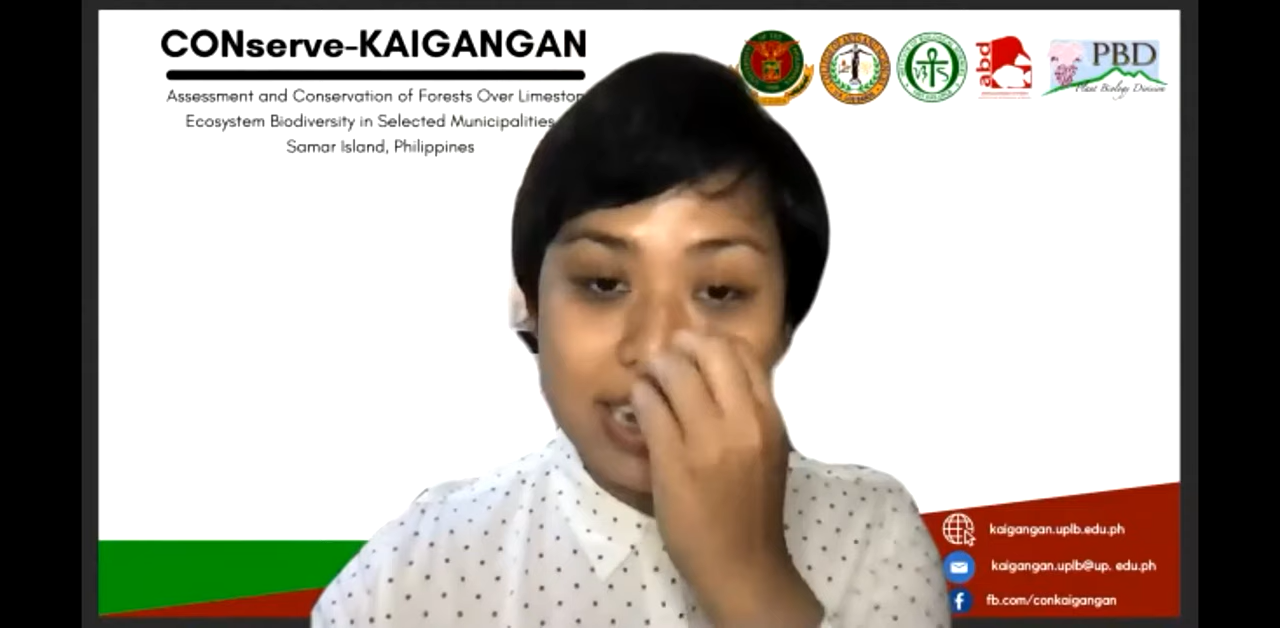 CONserve-KAIGANGAN
Assessment and Conservation of Forests Over
Ecosystem Biodiversity in Selected Municipalities
Samar Island, Philippines
abd
PBD
Plant Biology Division
kaigangan.uplb.edu.ph
kaigangan.uplb@up. edu.ph
fb.com/conkaigangan